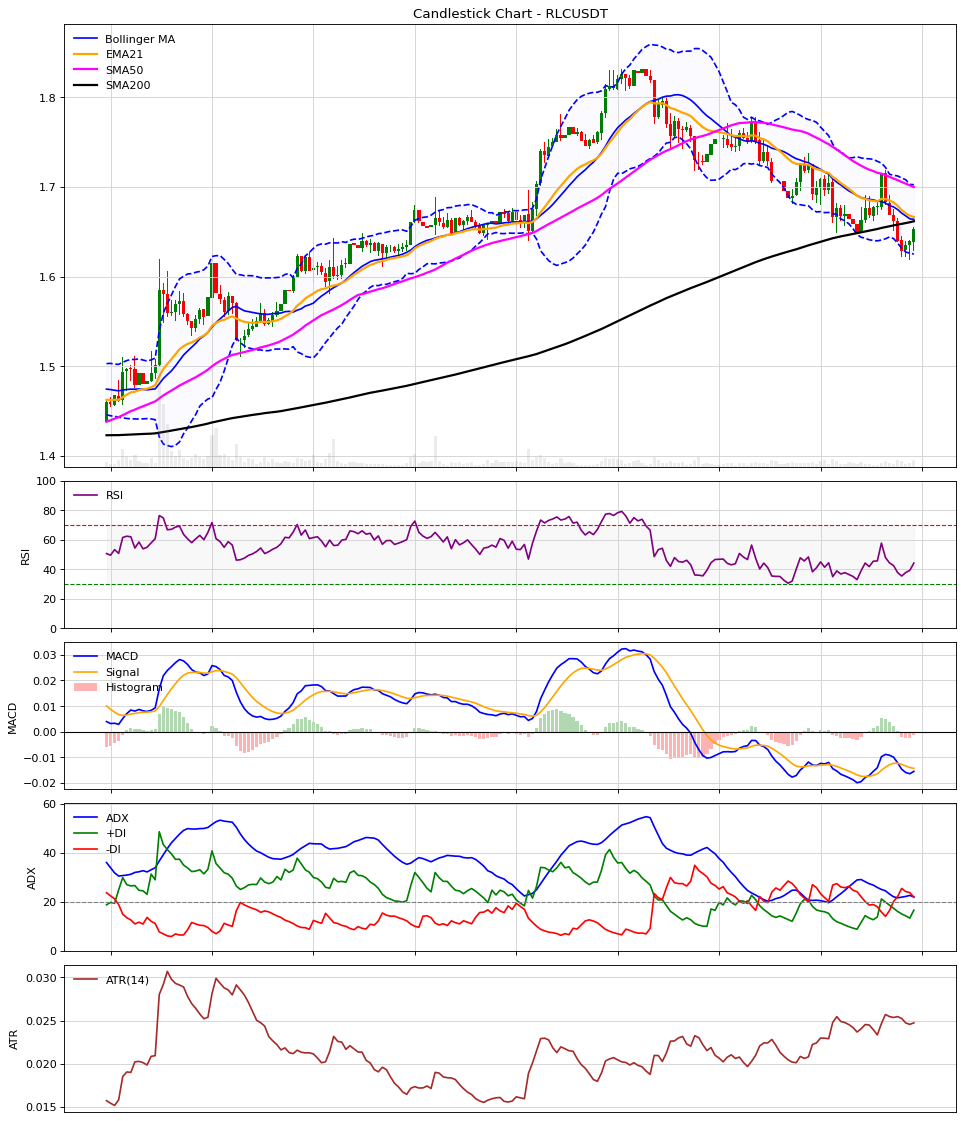 Candlestick Chart - RLCUSDT
Bollinger MA
EMA21
SMA50
SMA200
1.8
1.7
1.6
1.5
1.4
RSI
RSI
100
80
60
40
20
0
MACD
Signal
Histogram
MACD
0.03
0.02
0.01
0.00
−0.01
−0.02
ADX
+DI
-DI
ADX
60
40
20
0
ATR(14)
ATR
0.030
0.025
0.020
0.015